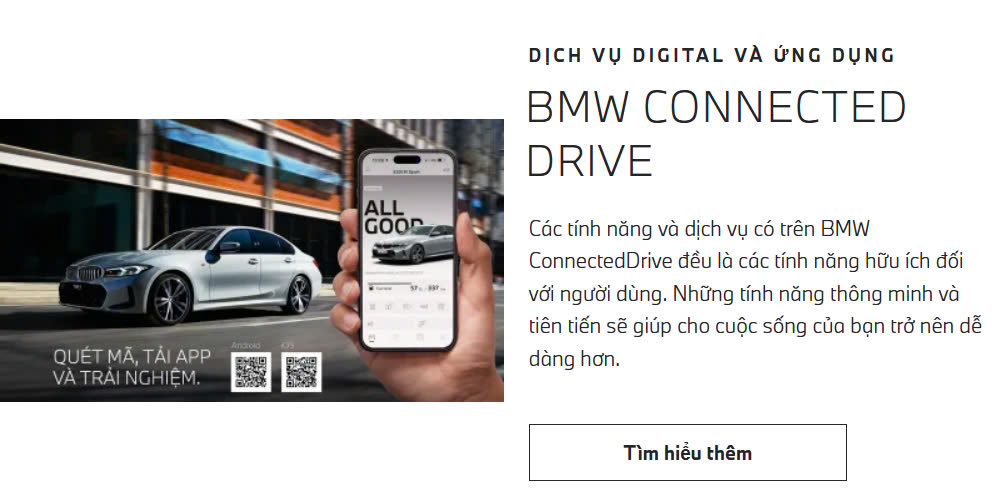 DỊCH VỤ DIGITAL VÀ ỨNG DỤNG
BMW CONNECTED
DRIVE
Các tính năng và dịch vụ có trên BMW
ConnectedDrive đều là các tính năng hữu ích đối
với người dùng. Những tính năng thông minh và
tiên tiến sẽ giúp cho cuộc sống của bạn trở nên dễ
dàng hơn.
Tìm hiểu thêm
ALL
GOOD
QUÉT MÃ, TẢI APP
VÀ TRẢI NGHIỆM.
Android
iOS